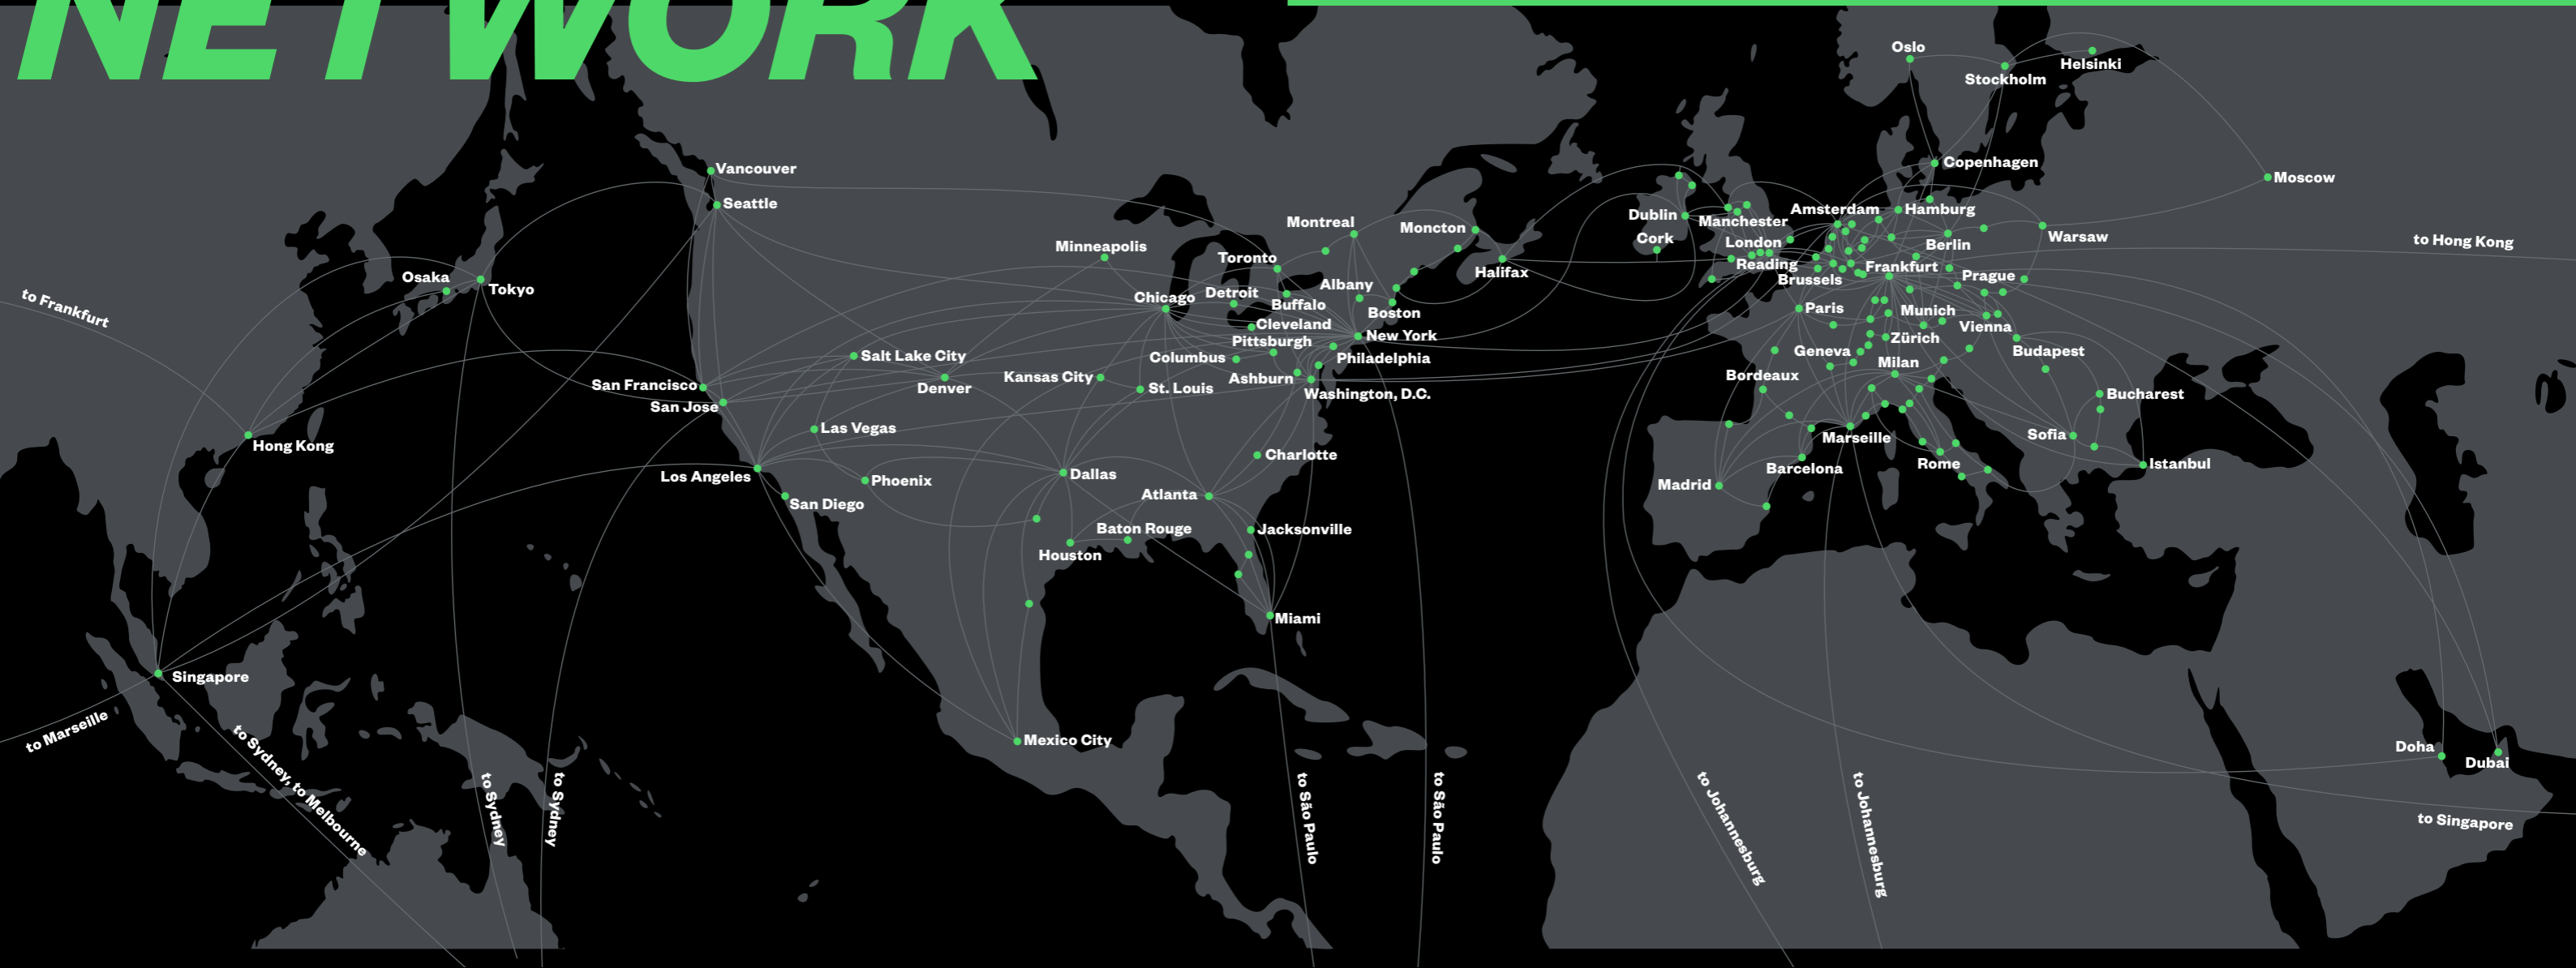 NETWORK
Oslo
Stockholm
Helsinki
Copenhagen
Moscow
Vancouver
Seattle
Montreal
Moncton
Dublin
Manchester
Amsterdam
Hamburg
Cork
London
Berlin
Warsaw
to Hong Kong
Minneapolis
Toronto
Halifax
Reading
Frankfurt
Brussels
Prague
Osaka
Tokyo
to Frankfurt
Chicago
Detroit
Buffalo
Albany
Boston
Paris
Munich
Vienna
Cleveland
Pittsburgh
New York
Zürich
Geneva
Budapest
Salt Lake City
Columbus
Philadelphia
Milan
San Francisco
Denver
Kansas City
St. Louis
Ashburn
Washington, D.C.
Bordeaux
Bucharest
San Jose
Hong Kong
Las Vegas
Charlotte
Marseille
Sofia
Los Angeles
Phoenix
Dallas
Barcelona
Rome
Istanbul
San Diego
Atlanta
Madrid
Baton Rouge
Jacksonville
Houston
Miami
Singapore
to Marseille
to Sydney, to Melbourne
Mexico City
Doha
Dubai
to Sydney
to Sydney
to São Paulo
to São Paulo
to Johannesburg
to Johannesburg
to Singapore